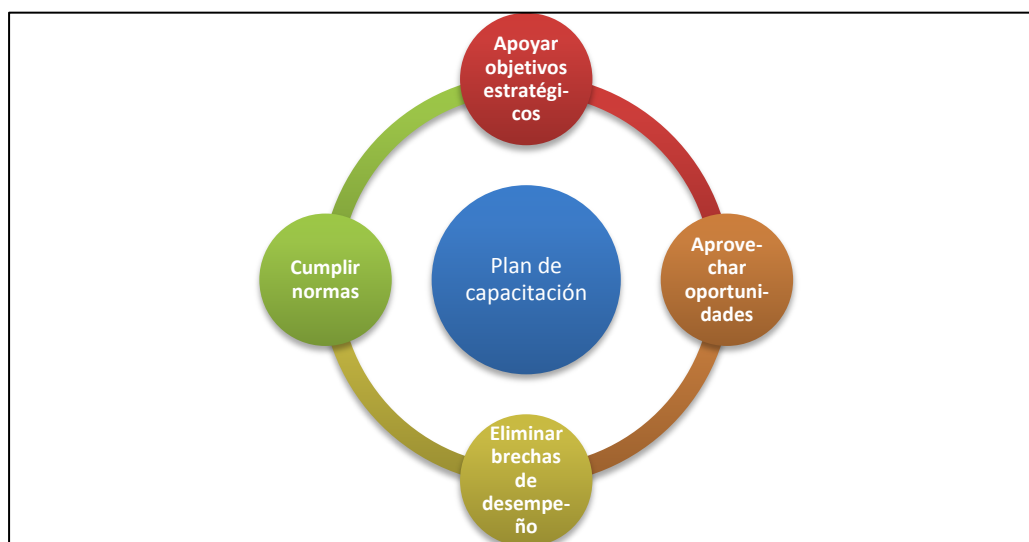 Apoyar
objetivos
estratégi-
cos
Cumplir
normas
Plan de
capacitación
Aprove-
char
oportuni-
dades
Eliminar
brechas
de
desempe-
ño